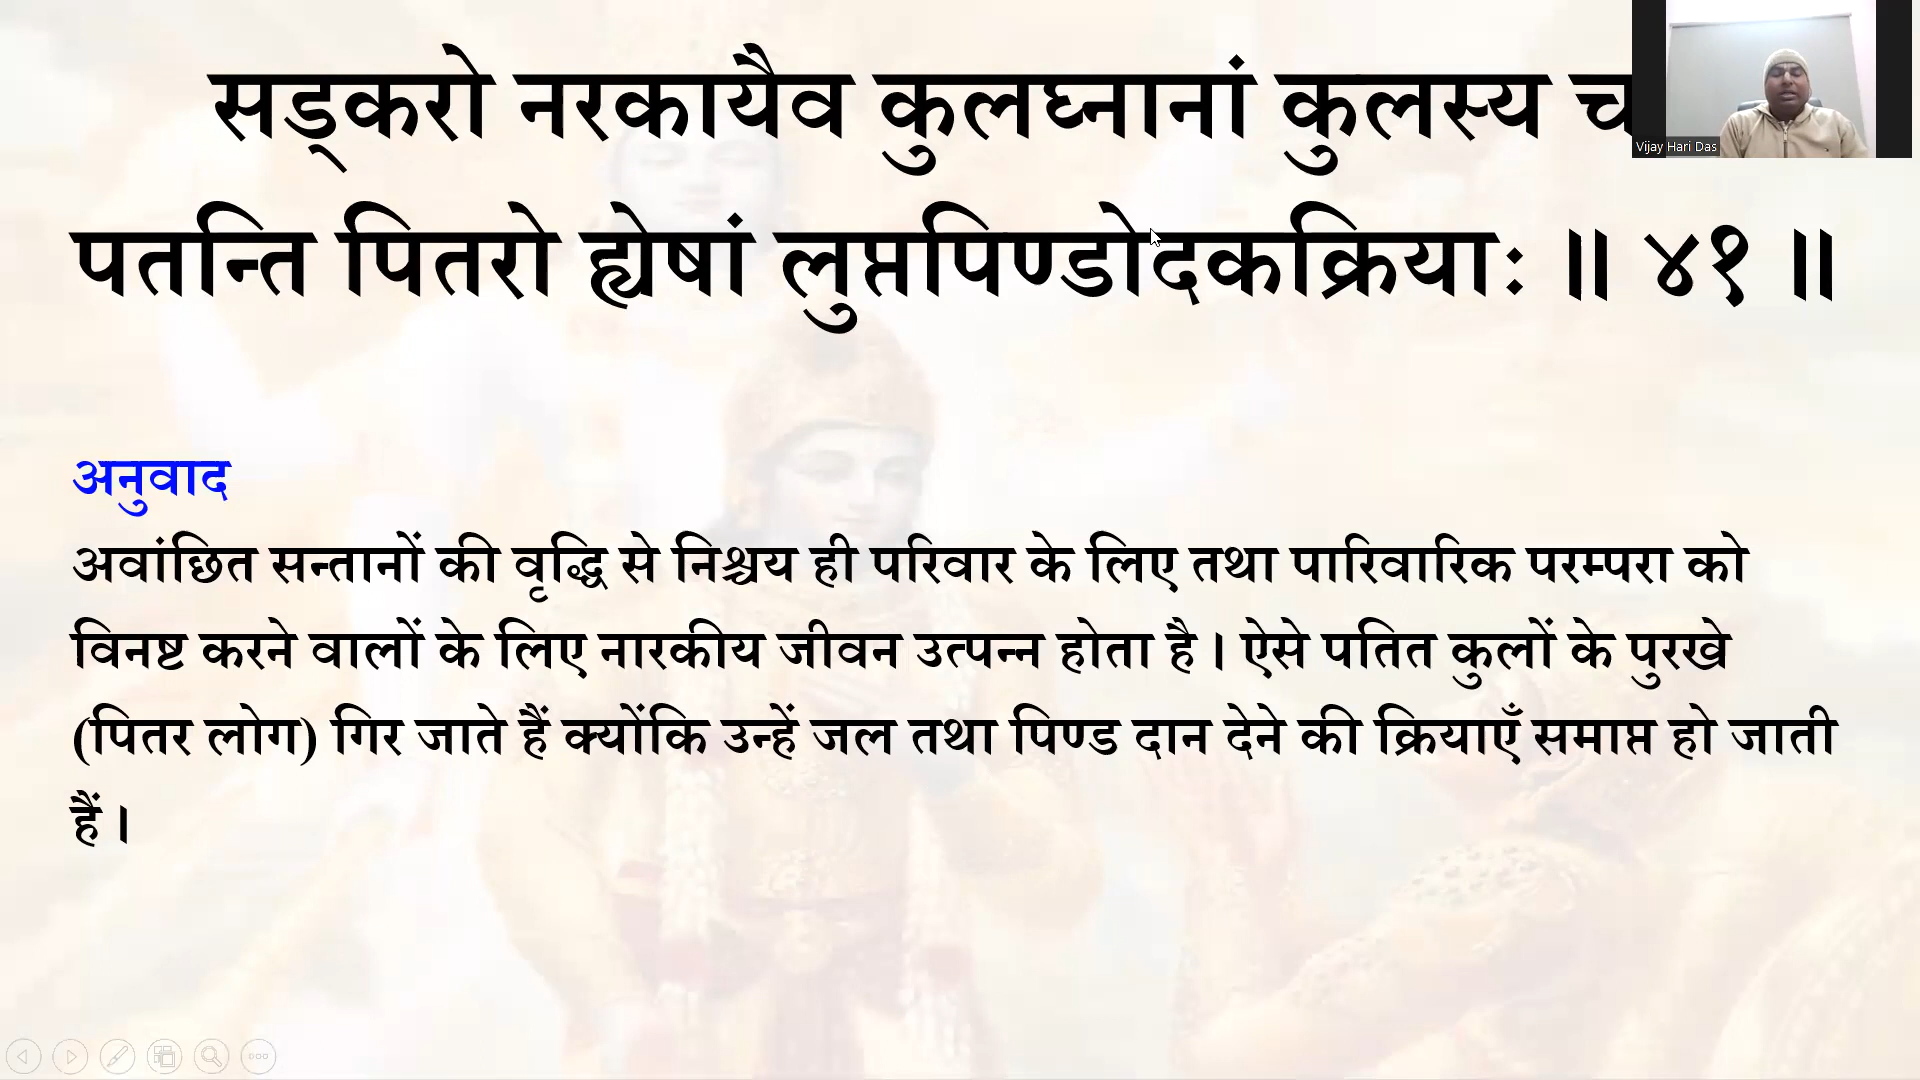 सड्करो नरकायैव कुलघ्नानां कुलस्य च
Vijay Hari Das
पतन्ति पितरो ह्येषां लुप्तपिण्डोदकक्रियाः ॥ ४१ ॥
अनुवाद
अवांछित सन्तानों की वृद्धि से निश्चय ही परिवार के लिए तथा पारिवारिक परम्परा को
विनष्ट करने वालों के लिए नारकीय जीवन उत्पन्न होता है । ऐसे पतित कुलों के पुरखे
(पितर लोग) गिर जाते हैं क्योंकि उन्हें जल तथा पिण्ड दान देने की क्रियाएँ समाप्त हो जाती
हैं ।